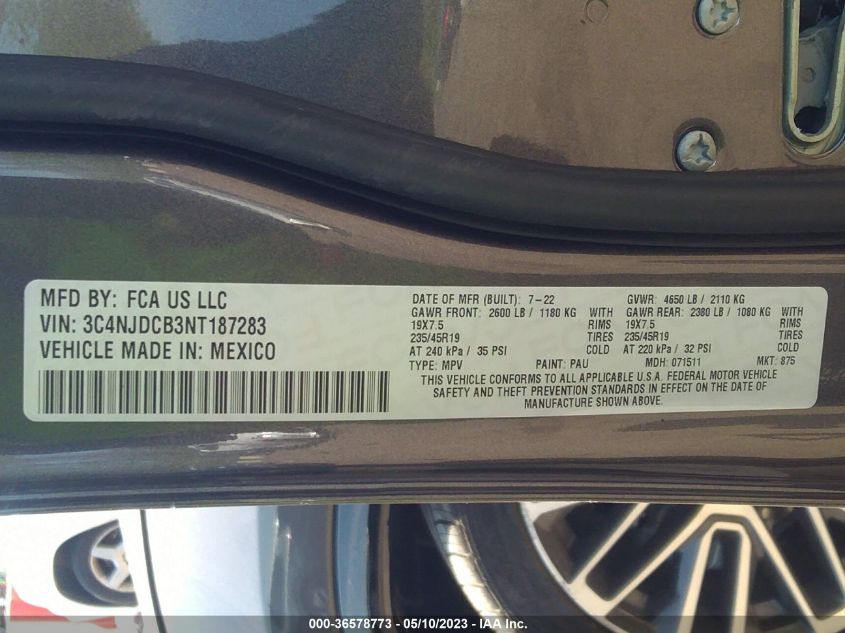 MFD BY: FCA US LLC
VIN: 3C4NJDCB3NT187283
VEHICLE MADE IN: MEXICO
DATE OF MFR (BUILT): 7-22 GVWR: 4650 LB / 2110 KG
GAWR FRONT: 2600 LB / 1180 KG GAWR REAR: 2380 LB / 1080 KG
19X7.5 RIMS 19X7.5 RIMS
235/45R19 TIRES 235/45R19 TIRES
AT 240 kPa / 35 PSI COLD AT 220 kPa / 32 PSI COLD
TYPE: MPV PAINT: PAU MDH: 071511 MKT: 875
THIS VEHICLE CONFORMS TO ALL APPLICABLE U.S.A. FEDERAL MOTOR VEHICLE
SAFETY AND THEFT PREVENTION STANDARDS IN EFFECT ON THE DATE OF
MANUFACTURE SHOWN ABOVE.
000-36578773 — 05/10/2023 — IAA Inc.